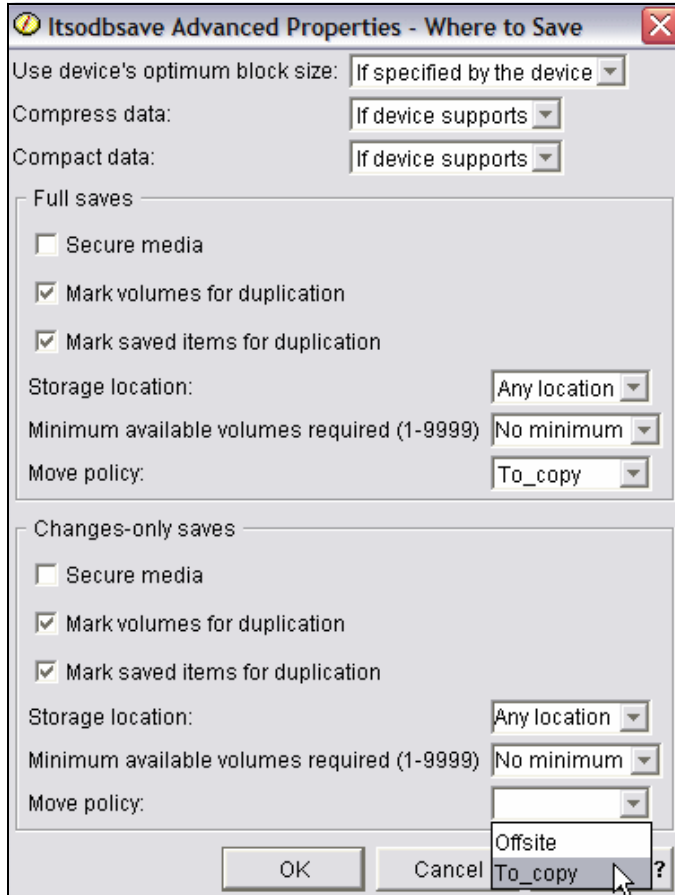 Itsodbsave Advanced Properties - Where to Save
Use device's optimum block size: If specified by the device
Compress data: If device supports
Compact data: If device supports
Full saves
Secure media
Mark volumes for duplication
Mark saved items for duplication
Storage location: Any location
Minimum available volumes required (1-9999) No minimum
Move policy: To_copy
Changes-only saves
Secure media
Mark volumes for duplication
Mark saved items for duplication
Storage location: Any location
Minimum available volumes required (1-9999) No minimum
Move policy:
Offsite
OK Cancel To_copy ?